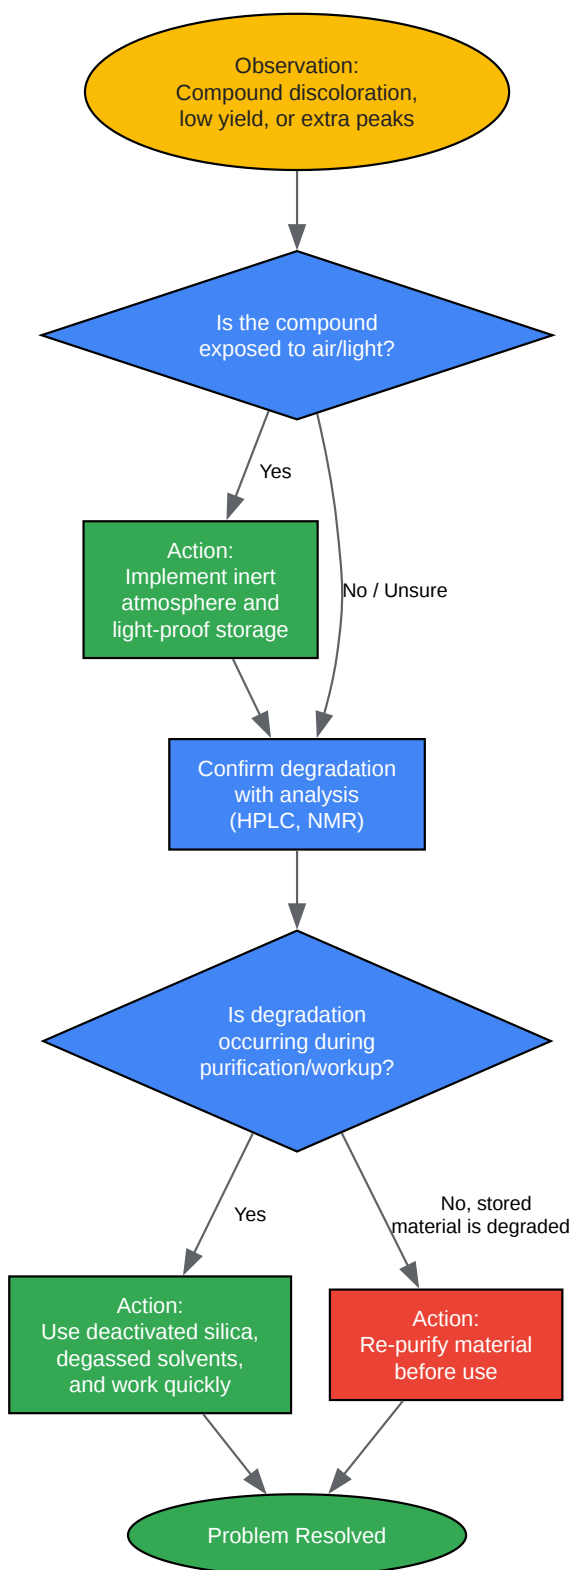 Observation:
Compound discoloration,
low yield, or extra peaks
Is the compound
exposed to air/light?
Yes
Action:
Implement inert
atmosphere and
light-proof storage
No / Unsure
Confirm degradation
with analysis
(HPLC, NMR)
Is degradation
occurring during
purification/workup?
Yes
No, stored
material is degraded
Action:
Use deactivated silica,
degassed solvents,
and work quickly
Action:
Re-purify material
before use
Problem Resolved